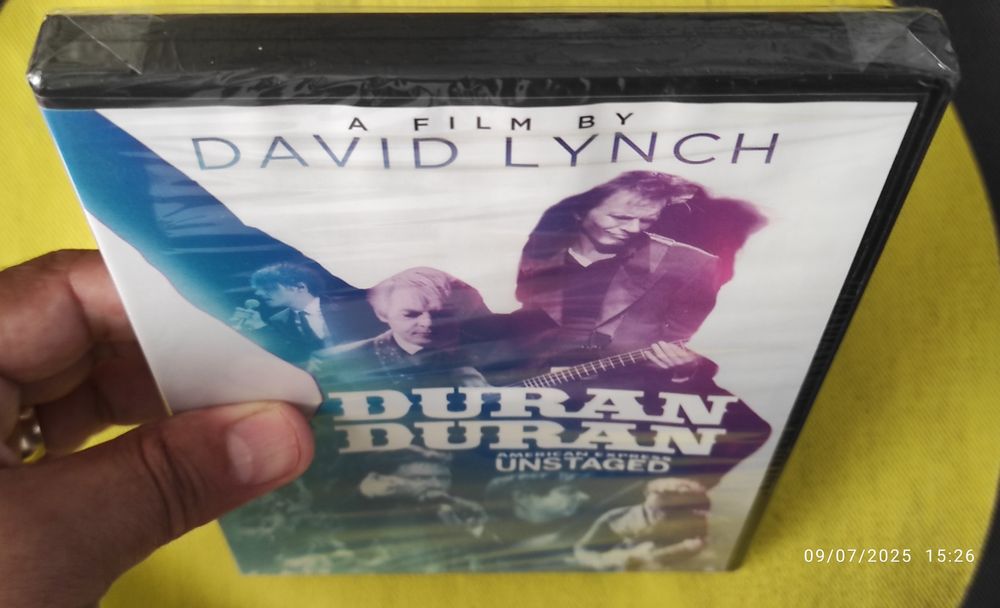 A FILM BY
DAVID LYNCH
DURAN
DURAN
AMERICAN EXPRESS
UNSTAGED
09/07/2025 15:26